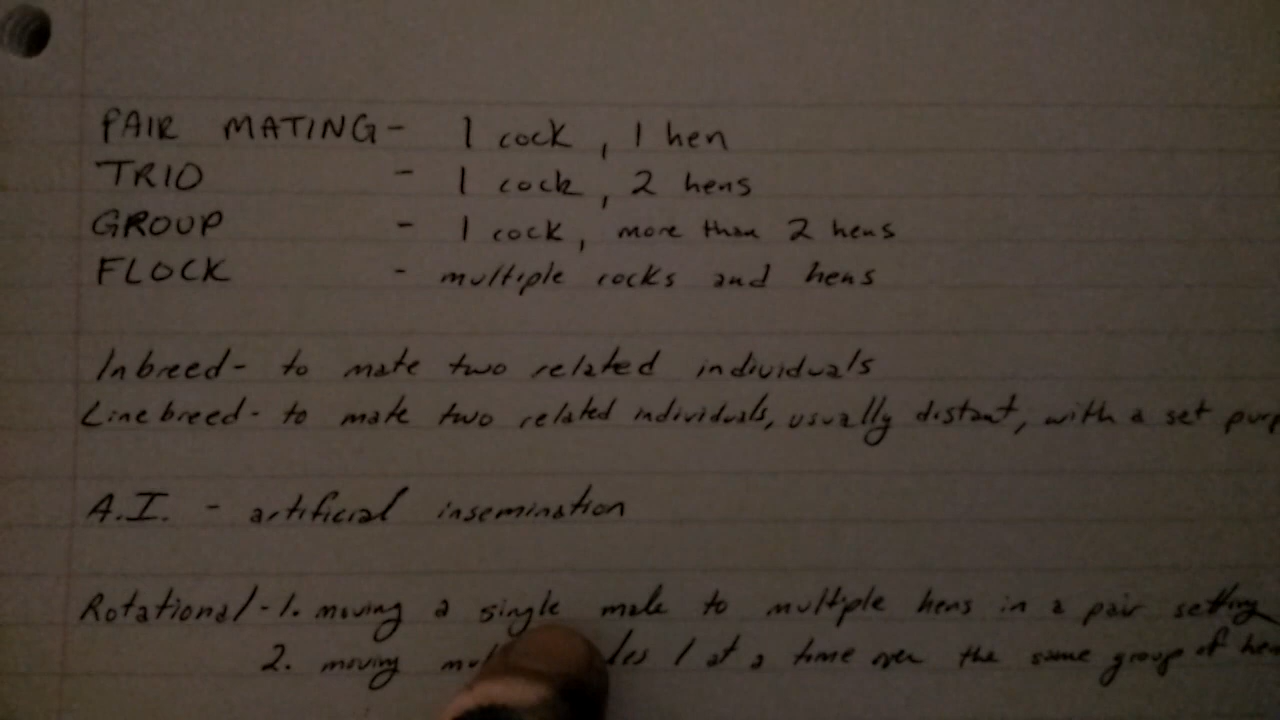 PAIR MATING - 1 cock, 1 hen
TRIO - 1 cock, 2 hens
GROUP - 1 cock, more than 2 hens
FLOCK - multiple cocks and hens
Inbreed - to mate two related individuals
Linebreed - to mate two related individuals, usually distant, with a set
A.I. - artificial insemination
Rotational - 1. moving a single male to multiple hens in a pair setting
2. moving 1 at a time over the same group of